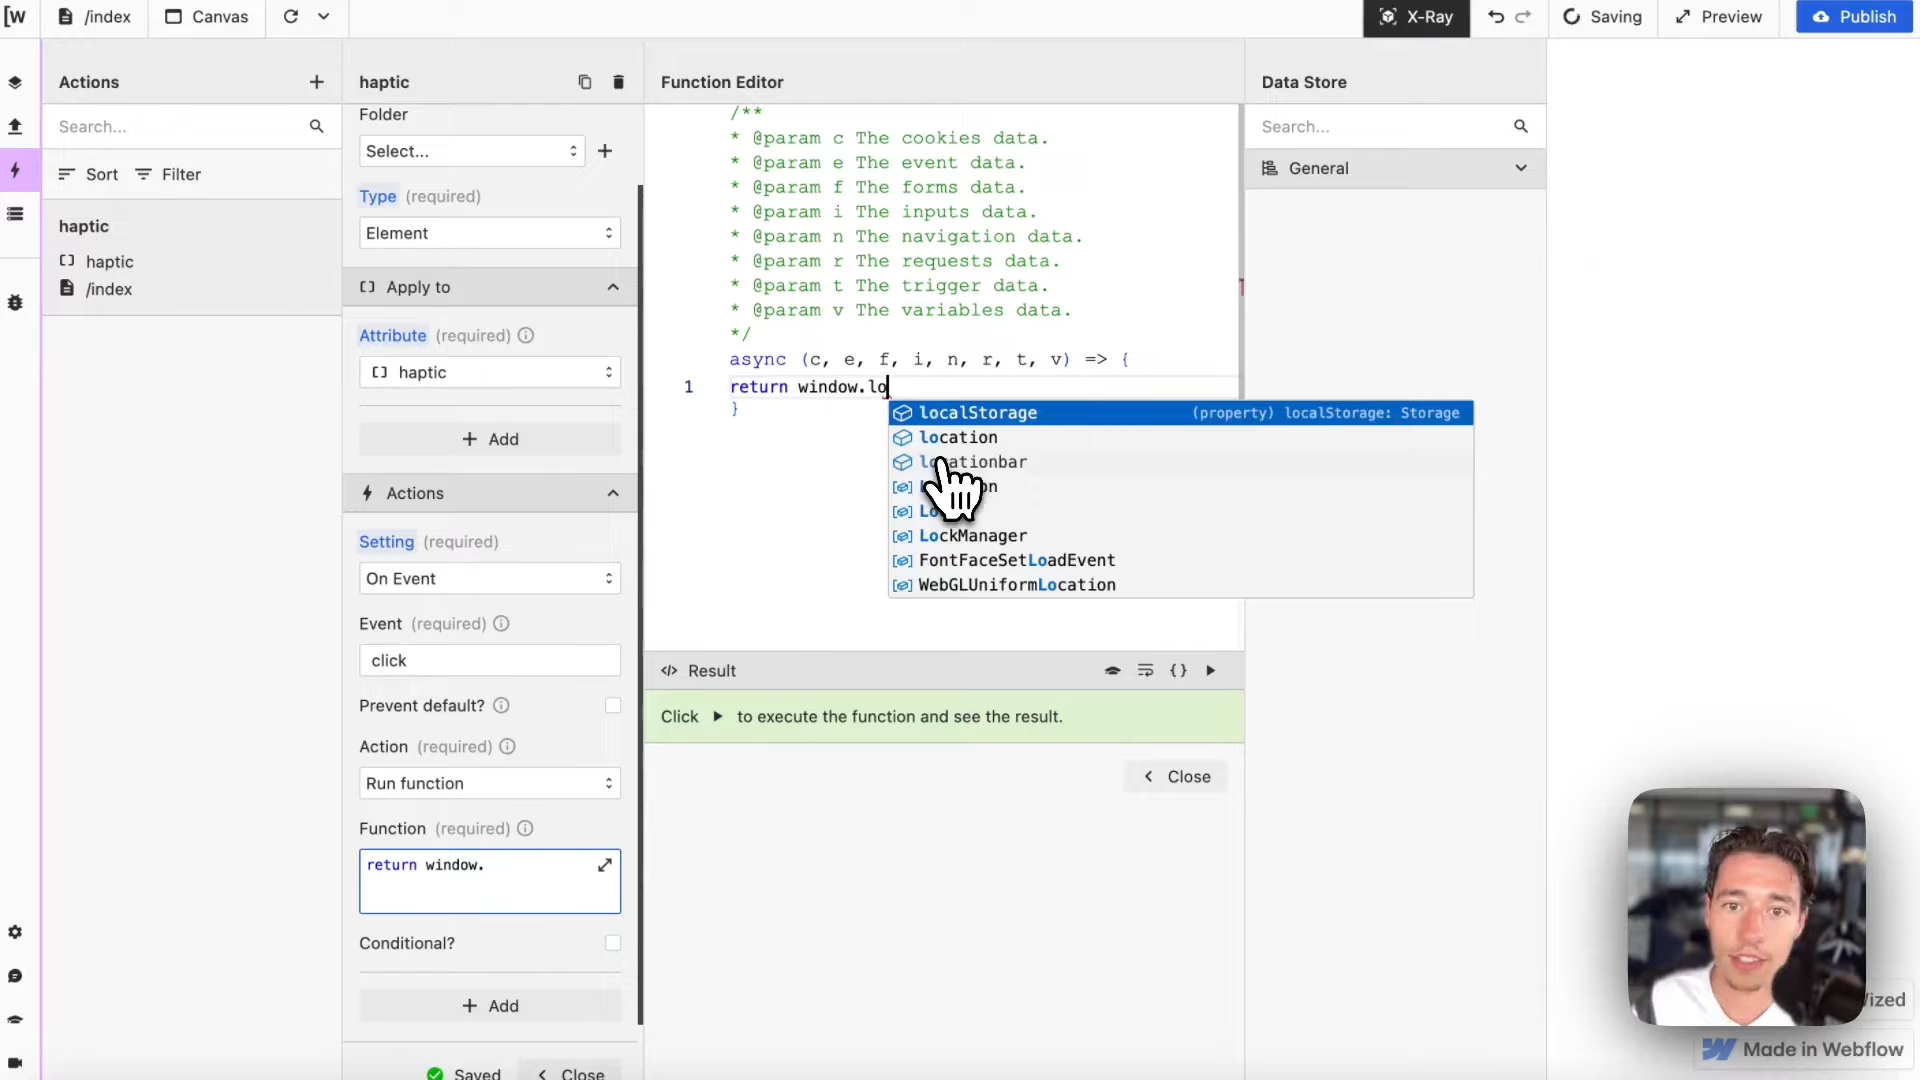 [W
/index
Canvas
X-Ray
Saving
Preview
Publish
Actions
Search...
Sort
Filter
haptic
haptic
/index
haptic
Folder
Select...
Type (required)
Element
Apply to
Attribute (required)
haptic
Add
Actions
Setting (required)
On Event
Event (required)
click
Prevent default?
Action (required)
Run function
Function (required)
return window.
Conditional?
Add
Saved
Close
Function Editor
/**
* @param c The cookies data.
* @param e The event data.
* @param f The forms data.
* @param i The inputs data.
* @param n The navigation data.
* @param r The requests data.
* @param t The trigger data.
* @param v The variables data.
*/
async (c, e, f, i, n, r, t, v) => {
1 return window.lo
}
localStorage (property) localStorage: Storage
location
locationbar
LockManager
FontFaceSetLoadEvent
WebGLUniformLocation
</> Result
{ }
Click to execute the function and see the result.
Close
Data Store
Search...
General
Made in Webflow